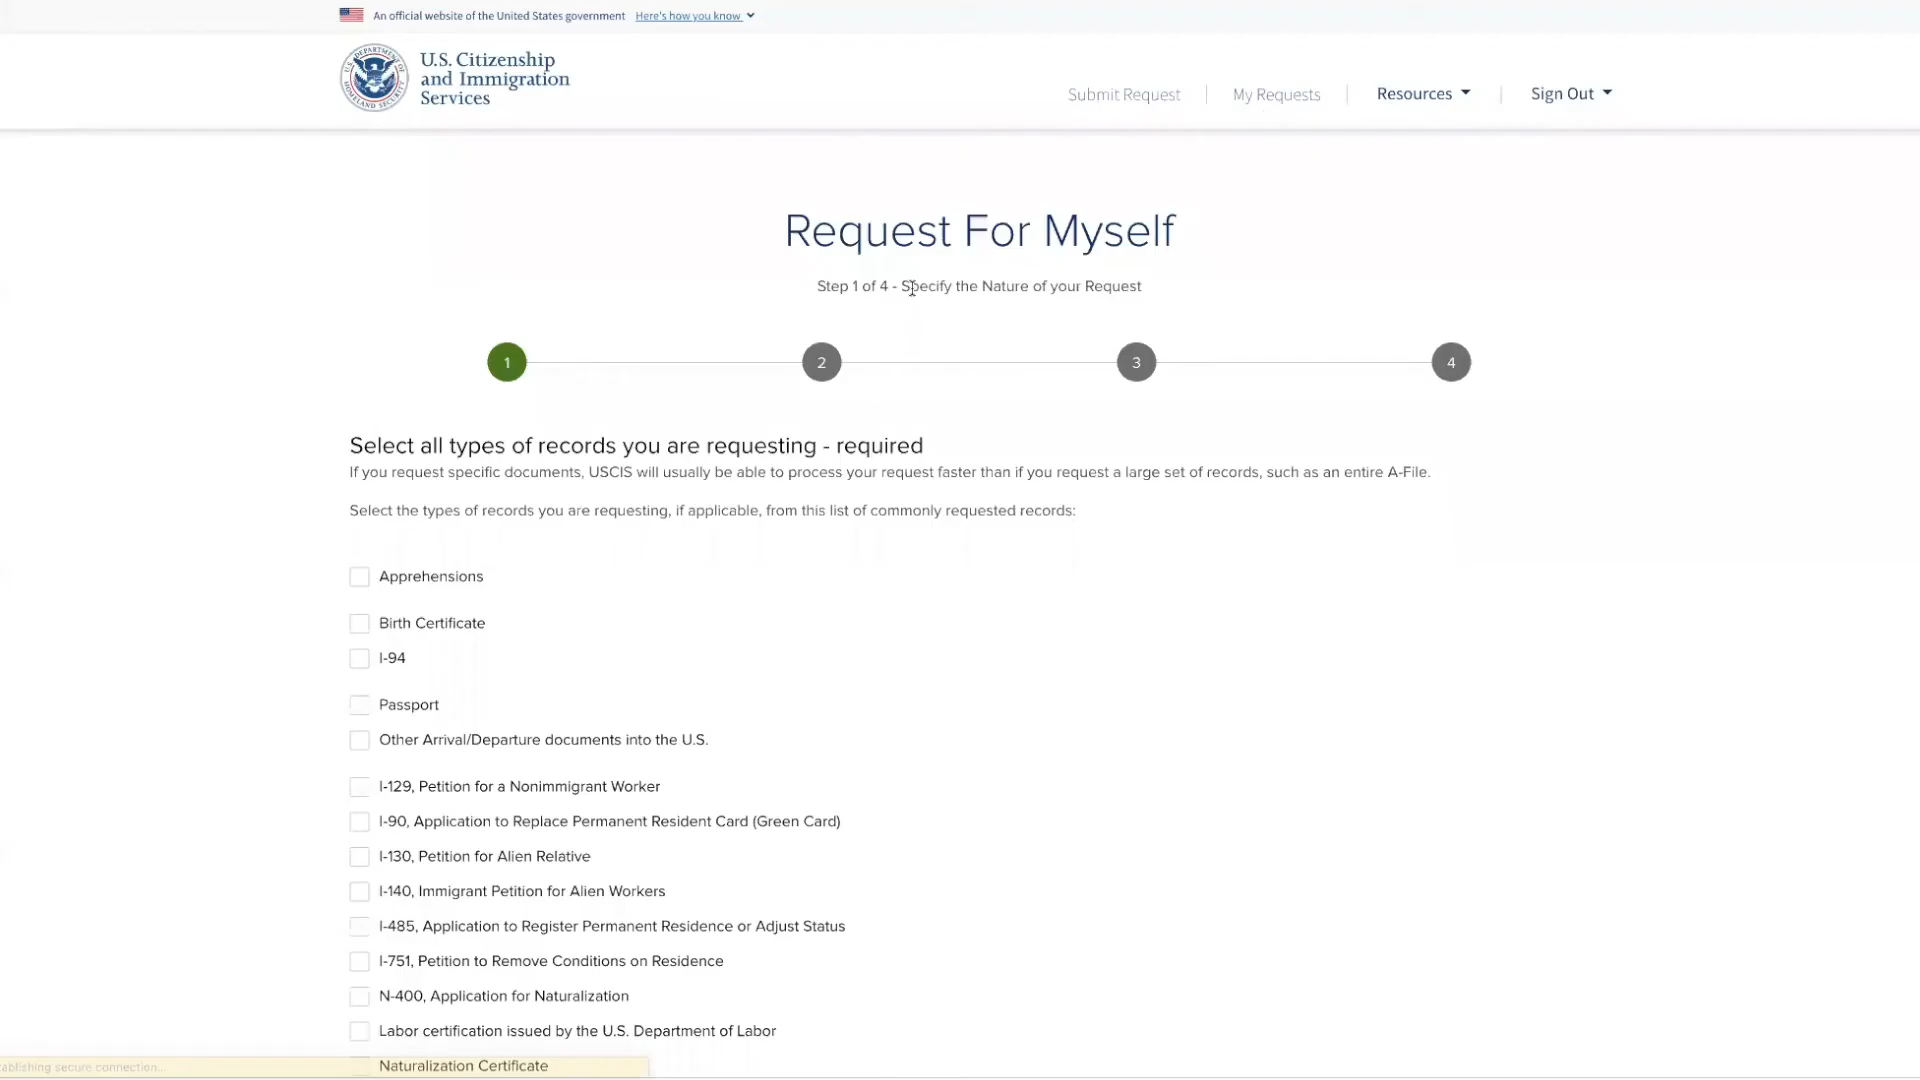 An official website of the United States government Here's how you know
U.S. Citizenship
and Immigration
Services
Submit Request
My Requests
Resources
Sign Out
Request For Myself
Step 1 of 4 - Specify the Nature of your Request
1 2 3 4
Select all types of records you are requesting - required
If you request specific documents, USCIS will usually be able to process your request faster than if you request a large set of records, such as an entire A-File.
Select the types of records you are requesting, if applicable, from this list of commonly requested records:
Apprehensions
Birth Certificate
I-94
Passport
Other Arrival/Departure documents into the U.S.
I-129, Petition for a Nonimmigrant Worker
I-90, Application to Replace Permanent Resident Card (Green Card)
I-130, Petition for Alien Relative
I-140, Immigrant Petition for Alien Workers
I-485, Application to Register Permanent Residence or Adjust Status
I-751, Petition to Remove Conditions on Residence
N-400, Application for Naturalization
Labor certification issued by the U.S. Department of Labor
Naturalization Certificate
ablishing secure connection...